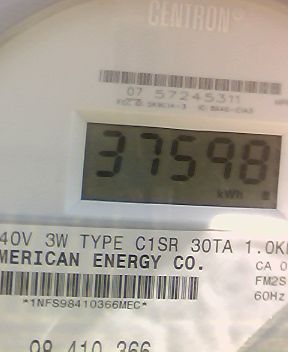 CENTRON®
07 57245311
37598
kWh
40V 3W TYPE C1SR 30TA 1.0K
MERICAN ENERGY CO.
CA 0
FM2S
60Hz
*1NFS98410366MEC*
98 410 366